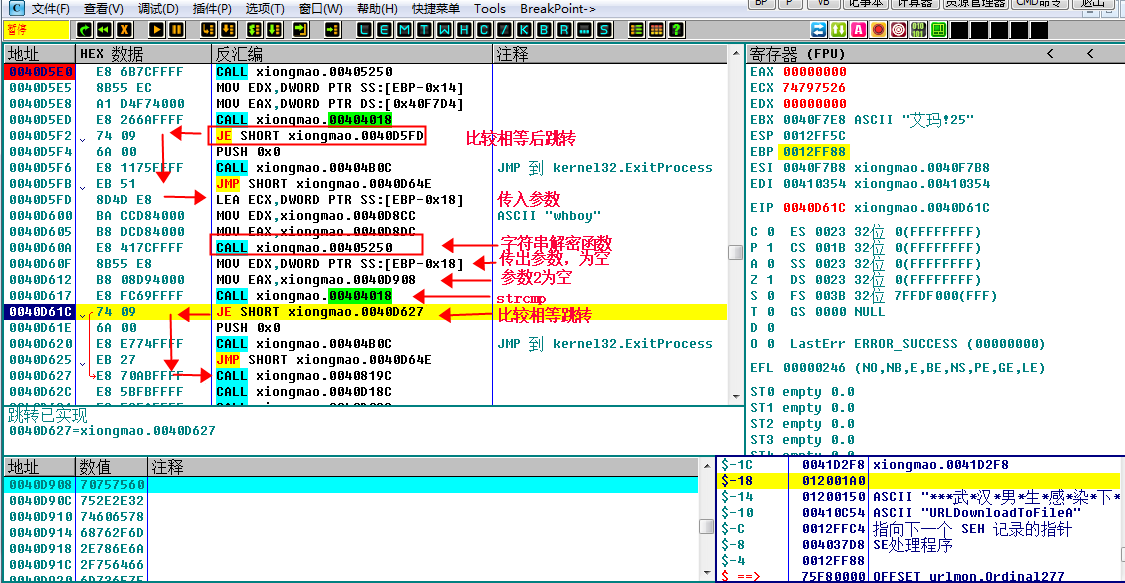 文件(F) 查看(V) 调试(D) 插件(P) 选项(T) 窗口(W) 帮助(H) 快捷菜单 Tools BreakPoint-> BP P VB 记事本 计算器 资源管理器 CMD命令 退出
暂停 L E M T W H C / K B R ... S ?
地址 HEX 数据 反汇编 注释
0040D5E0 E8 6B7CFFFF CALL xiongmao.00405250
0040D5E5 8B55 EC MOV EDX,DWORD PTR SS:[EBP-0x14]
0040D5E8 A1 D4F74000 MOV EAX,DWORD PTR DS:[0x40F7D4]
0040D5ED E8 266AFFFF CALL xiongmao.00404018
0040D5F2 74 09 JE SHORT xiongmao.0040D5FD 比较相等后跳转
0040D5F4 6A 00 PUSH 0x0
0040D5F6 E8 1175FFFF CALL xiongmao.00404B0C JMP 到 kernel32.ExitProcess
0040D5FB EB 51 JMP SHORT xiongmao.0040D64E
0040D5FD 8D4D E8 LEA ECX,DWORD PTR SS:[EBP-0x18] 传入参数
0040D600 BA CCD84000 MOV EDX,xiongmao.0040D8CC ASCII "whboy"
0040D605 B8 DCD84000 MOV EAX,xiongmao.0040D8DC
0040D60A E8 417CFFFF CALL xiongmao.00405250 字符串解密函数
0040D60F 8B55 E8 MOV EDX,DWORD PTR SS:[EBP-0x18] 传出参数，为空
0040D612 B8 08D94000 MOV EAX,xiongmao.0040D908 参数2为空
0040D617 E8 FC69FFFF CALL xiongmao.00404018 strcmp
0040D61C 74 09 JE SHORT xiongmao.0040D627 比较相等跳转
0040D61E 6A 00 PUSH 0x0
0040D620 E8 E774FFFF CALL xiongmao.00404B0C JMP 到 kernel32.ExitProcess
0040D625 EB 27 JMP SHORT xiongmao.0040D64E
0040D627 E8 70ABFFFF CALL xiongmao.0040819C
0040D62C E8 5BFBFFFF CALL xiongmao.0040D18C
跳转已实现
0040D627=xiongmao.0040D627
寄存器 (FPU) < <
EAX 00000000
ECX 74797526
EDX 00000000
EBX 0040F7E8 ASCII "艾玛!25"
ESP 0012FF5C
EBP 0012FF88
ESI 0040F7B8 xiongmao.0040F7B8
EDI 00410354 xiongmao.00410354
EIP 0040D61C xiongmao.0040D61C
C 0 ES 0023 32位 0(FFFFFFFF)
P 1 CS 001B 32位 0(FFFFFFFF)
A 0 SS 0023 32位 0(FFFFFFFF)
Z 1 DS 0023 32位 0(FFFFFFFF)
S 0 FS 003B 32位 7FFDF000(FFF)
T 0 GS 0000 NULL
D 0
O 0 LastErr ERROR_SUCCESS (00000000)
EFL 00000246 (NO,NB,E,BE,NS,PE,GE,LE)
ST0 empty 0.0
ST1 empty 0.0
ST2 empty 0.0
ST3 empty 0.0
地址 数值 注释
0040D908 70757560
0040D90C 752E2E32
0040D910 74606578
0040D914 68762F6D
0040D918 2E786E6A
0040D91C 2F756466
$-1C 0041D2F8 xiongmao.0041D2F8
$-18 012001A0
$-14 01200150 ASCII "***武*汉*男*生*感*染*下*
$-10 00410C54 ASCII "URLDownloadToFileA"
$-C 0012FFC4 指向下一个 SEH 记录的指针
$-8 004037D8 SE处理程序
$-4 0012FF88
$ ==> 75F80000 OFFSET urlmon.Ordinal277